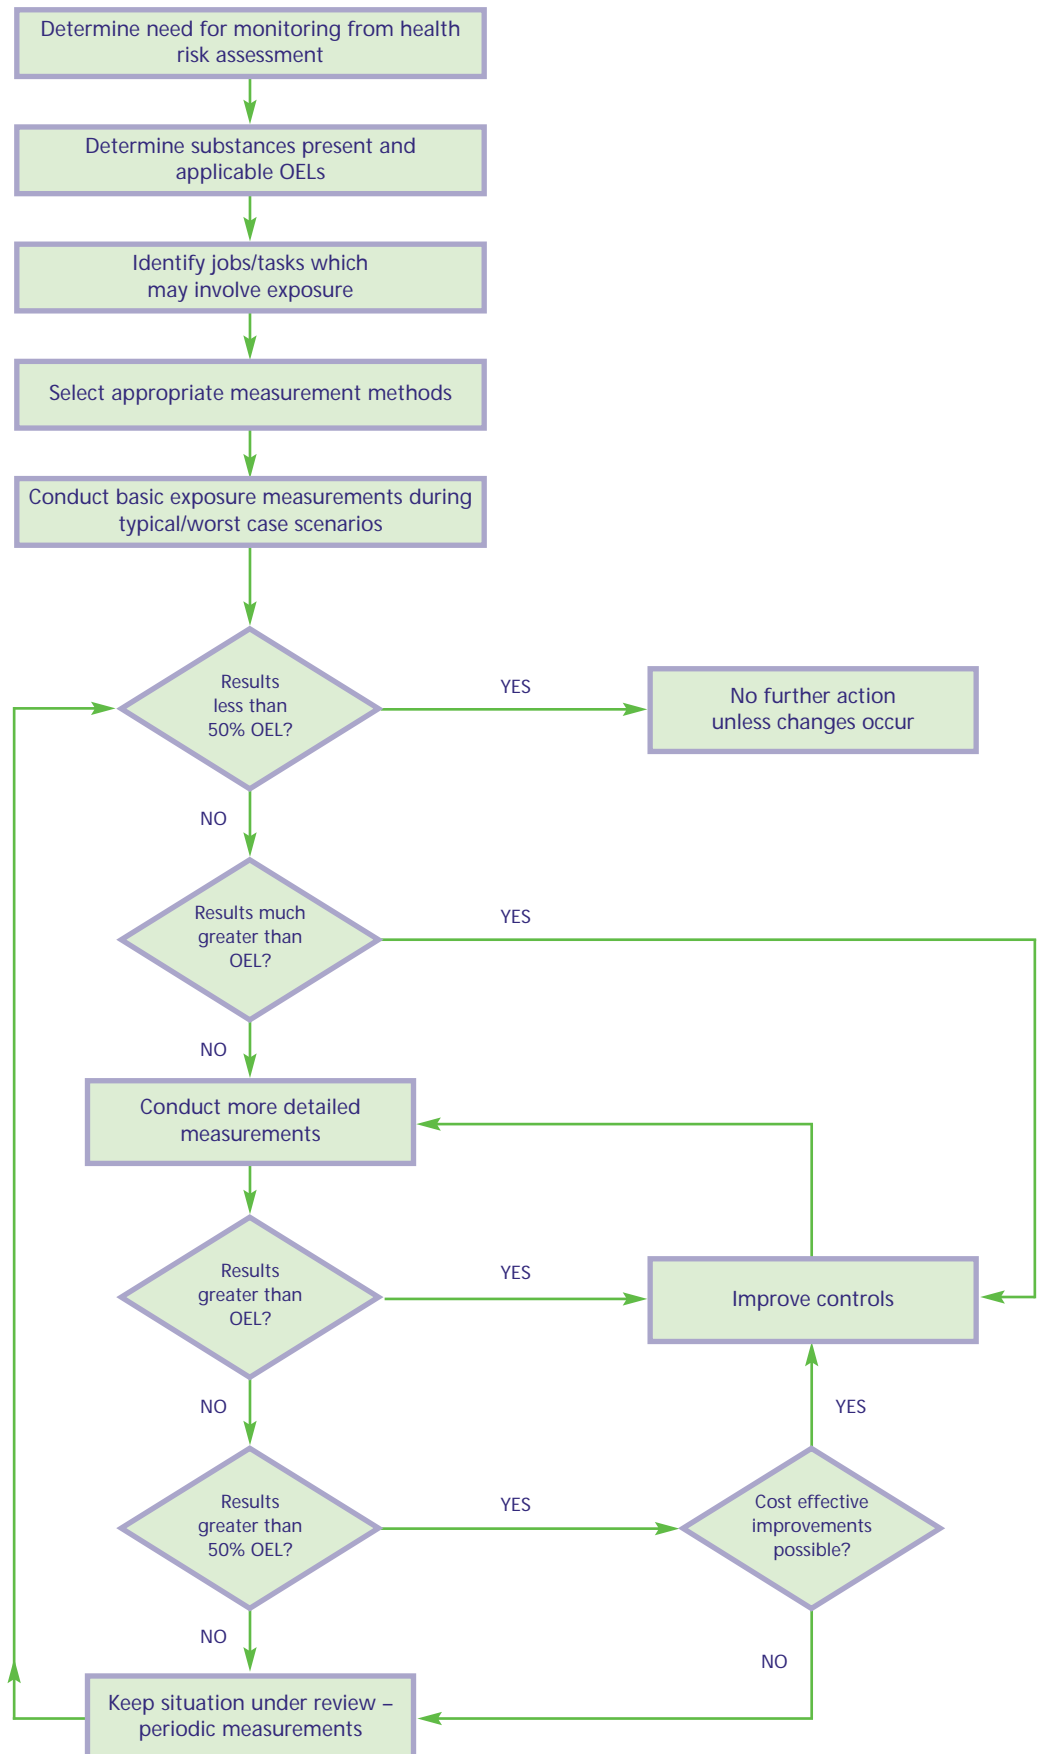 Determine need for monitoring from health
risk assessment
Determine substances present and
applicable OELs
Identify jobs/tasks which
may involve exposure
Select appropriate measurement methods
Conduct basic exposure measurements during
typical/worst case scenarios
Results
less than
50% OEL?
YES
No further action
unless changes occur
NO
Results much
greater than
OEL?
YES
NO
Conduct more detailed
measurements
Results
greater than
OEL?
YES
Improve controls
NO
YES
Results
greater than
50% OEL?
YES
Cost effective
improvements
possible?
NO
NO
Keep situation under review –
periodic measurements